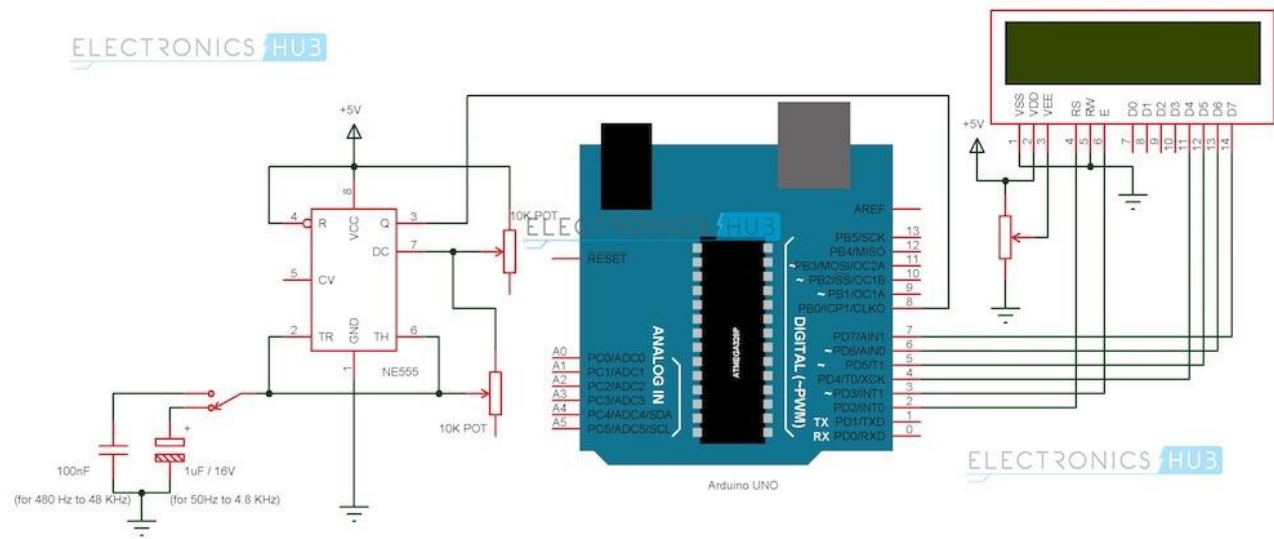 ELECTRONICS HUB
+5V
8
VCC
4
R
Q
3
DC
7
5
CV
2
TR
GND
TH
6
1
NE555
10K POT
10K POT
100nF
(for 480 Hz to 48 KHz)
+
1uF / 16V
(for 50Hz to 4.8 KHz)
ELECTRONICS HUB
RESET
A0
A1
A2
A3
A4
A5
PC0/ADC0
PC1/ADC1
PC2/ADC2
PC3/ADC3
PC4/ADC4/SDA
PC5/ADC5/SCL
ANALOG IN
ATMEGA328P
DIGITAL (~PWM)
AREF
PB5/SCK 13
PB4/MISO 12
~PB3/MOSI/OC2A 11
~ PB2/SS/OC1B 10
~ PB1/OC1A 9
PB0/ICP1/CLKO 8
PD7/AIN1 7
~ PD6/AIN0 6
~ PD5/T1 5
PD4/T0/XCK 4
~ PD3/INT1 3
PD2/INT0 2
TX PD1/TXD 1
RX PD0/RXD 0
Arduino UNO
+5V
VSS
VDD
VEE
RS
RW
E
D0
D1
D2
D3
D4
D5
D6
D7
1
2
3
4
5
6
7
8
9
10
11
12
13
14
ELECTRONICS HUB